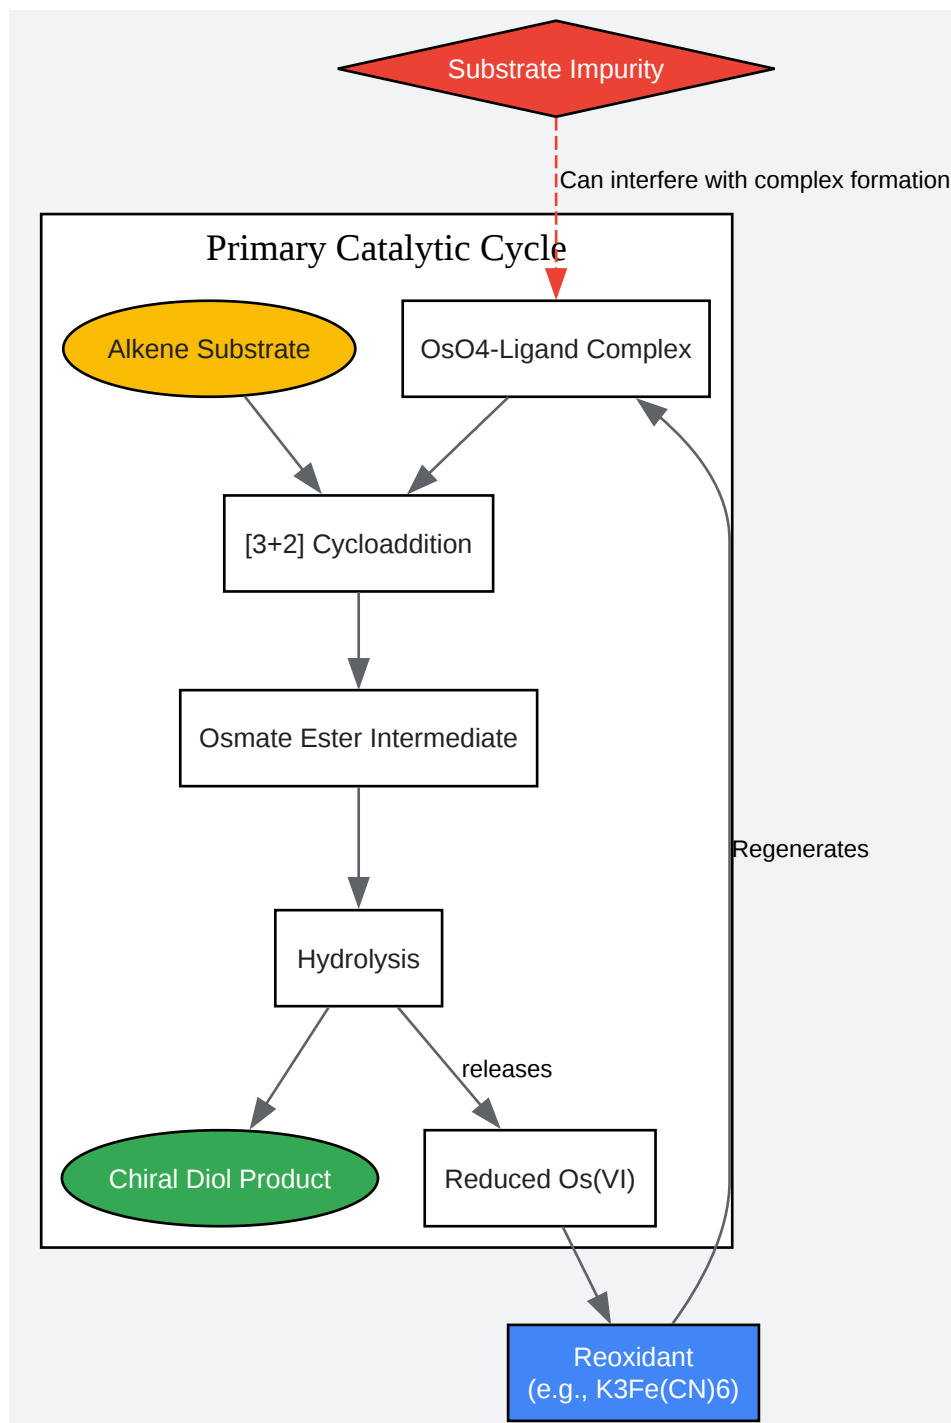 Substrate Impurity
Can interfere with complex formation
Primary Catalytic Cycle
Alkene Substrate
OsO4-Ligand Complex
[3+2] Cycloaddition
Osmate Ester Intermediate
Regenerates
Hydrolysis
releases
Chiral Diol Product
Reduced Os(VI)
Reoxidant
(e.g., K3Fe(CN)6)